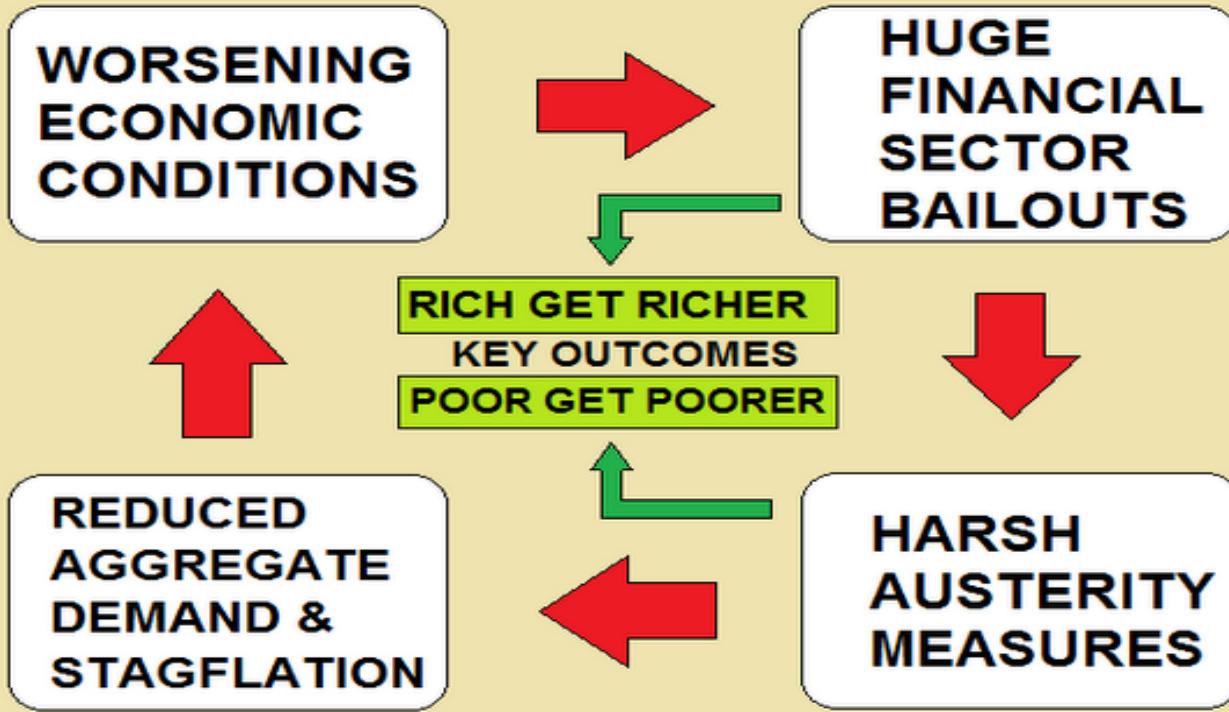 WORSENING
ECONOMIC
CONDITIONS
HUGE
FINANCIAL
SECTOR
BAILOUTS
RICH GET RICHER
KEY OUTCOMES
POOR GET POORER
REDUCED
AGGREGATE
DEMAND &
STAGFLATION
HARSH
AUSTERITY
MEASURES